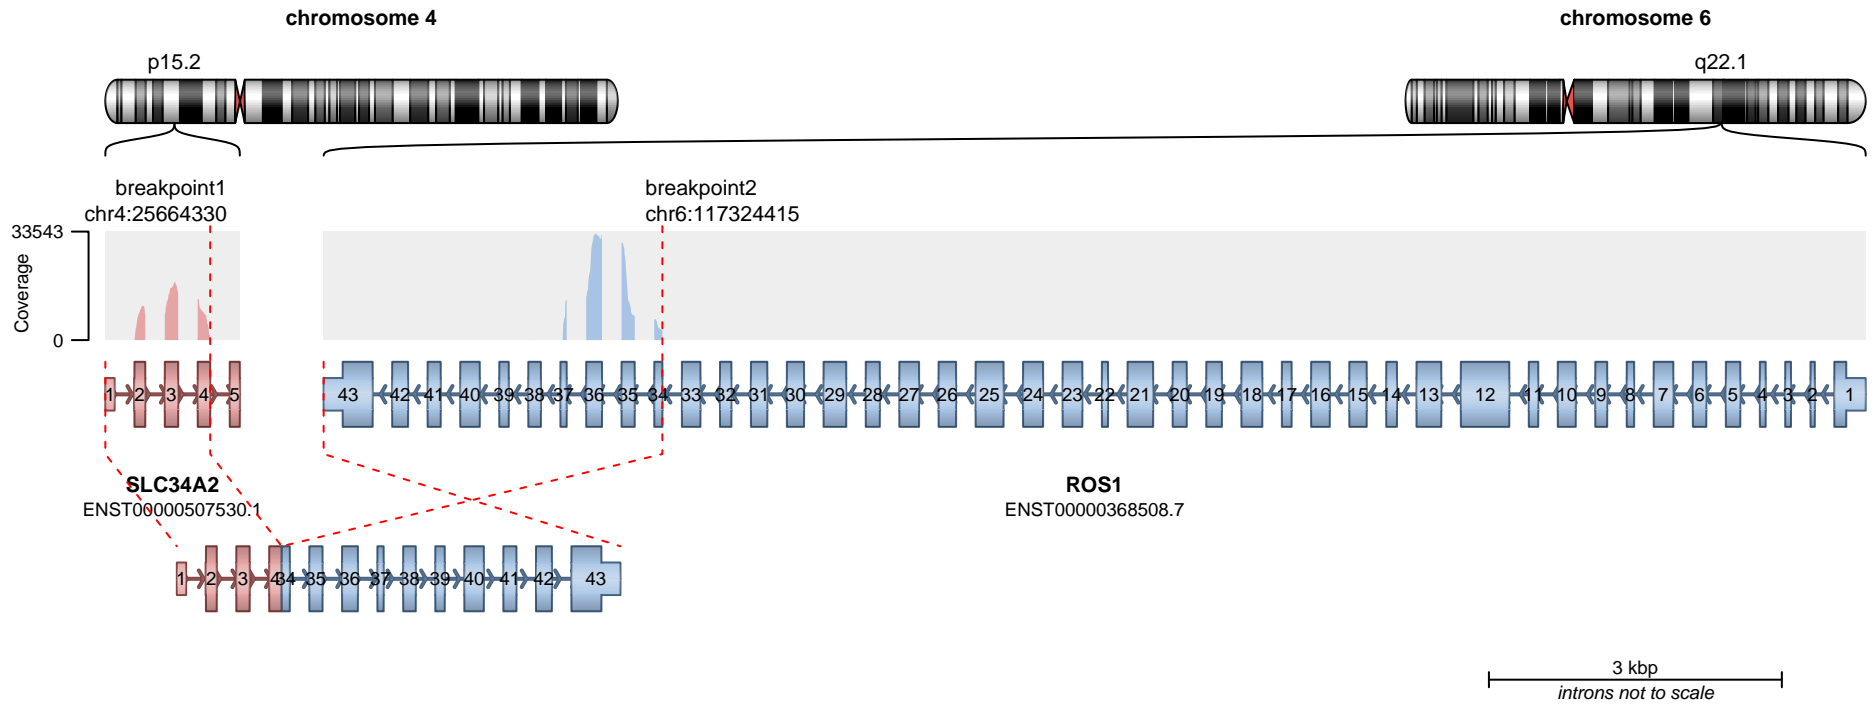 chromosome 4
chromosome 6
p15.2
q22.1
breakpoint1
chr4:25664330
breakpoint2
chr6:117324415
33543
Coverage
0
1 2 3 4 5
43 42 41 40 39 38 37 36 35 34 33 32 31 30 29 28 27 26 25 24 23 22 21 20 19 18 17 16 15 14 13 12 11 10 9 8 7 6 5 4 3 2 1
SLC34A2
ENST00000507530.1
ROS1
ENST00000368508.7
1 2 3 4 34 35 36 37 38 39 40 41 42 43
3 kbp
introns not to scale